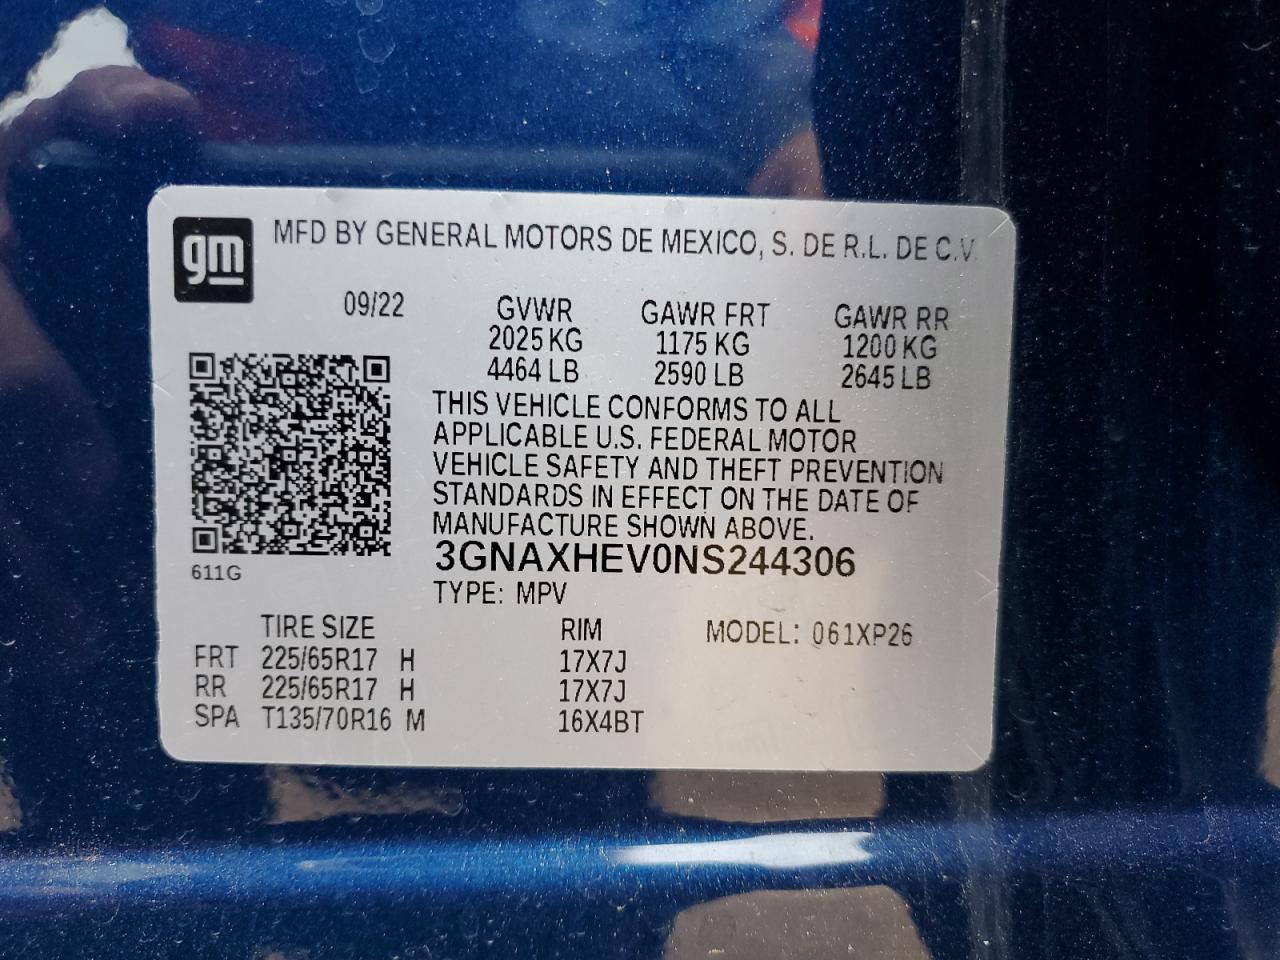 gm
MFD BY GENERAL MOTORS DE MEXICO, S. DE R.L. DE C.V.
09/22
GVWR GAWR FRT GAWR RR
2025 KG 1175 KG 1200 KG
4464 LB 2590 LB 2645 LB
THIS VEHICLE CONFORMS TO ALL
APPLICABLE U.S. FEDERAL MOTOR
VEHICLE SAFETY AND THEFT PREVENTION
STANDARDS IN EFFECT ON THE DATE OF
MANUFACTURE SHOWN ABOVE.
3GNAXHEV0NS244306
611G
TYPE: MPV
TIRE SIZE RIM MODEL: 061XP26
FRT 225/65R17 H 17X7J
RR 225/65R17 H 17X7J
SPA T135/70R16 M 16X4BT